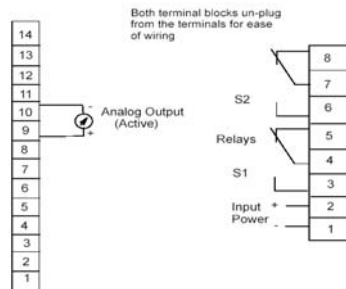 Both terminal blocks un-plug
from the terminals for ease
of wiring
14
13
12
11
10
9
8
7
6
5
4
3
2
1
-
Analog Output
(Active)
+
S2
Relays
S1
Input +
Power -
8
7
6
5
4
3
2
1